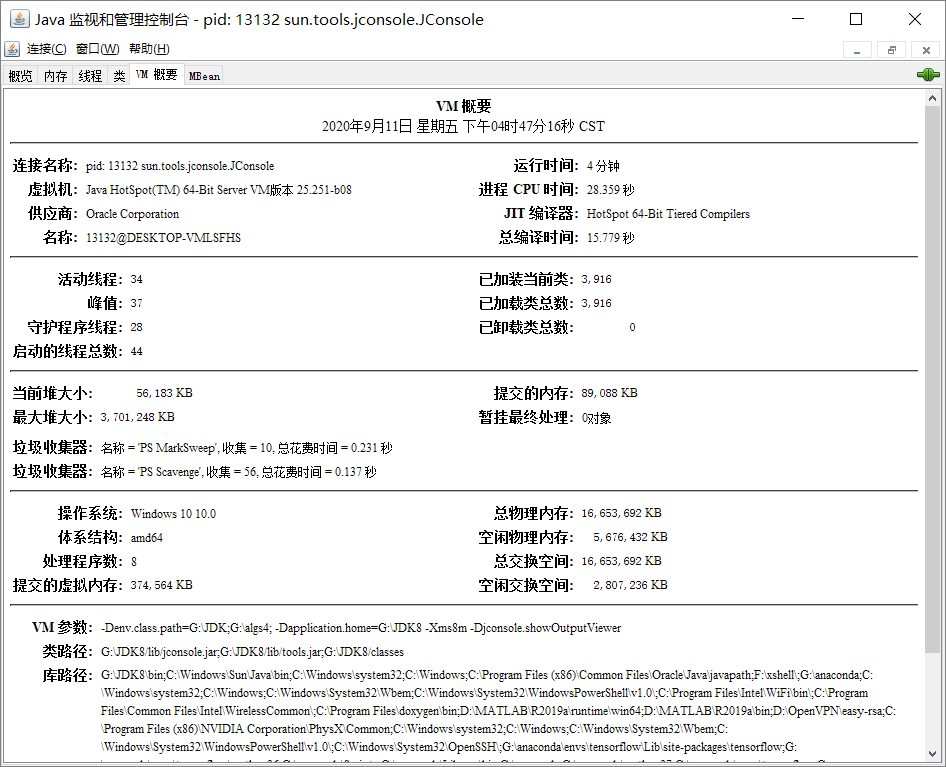 Java 监视和管理控制台 - pid: 13132 sun.tools.jconsole.JConsole
连接(C) 窗口(W) 帮助(H)
概览 内存 线程 类 VM 概要 MBean
VM 概要
2020年9月11日 星期五 下午04时47分16秒 CST
连接名称: pid: 13132 sun.tools.jconsole.JConsole 运行时间: 4 分钟
虚拟机: Java HotSpot(TM) 64-Bit Server VM版本 25.251-b08 进程 CPU 时间: 28.359 秒
供应商: Oracle Corporation JIT 编译器: HotSpot 64-Bit Tiered Compilers
名称: 13132@DESKTOP-VMLSFHS 总编译时间: 15.779 秒
活动线程: 34 已加装当前类: 3,916
峰值: 37 已加载类总数: 3,916
守护程序线程: 28 已卸载类总数: 0
启动的线程总数: 44
当前堆大小: 56,183 KB 提交的内存: 89,088 KB
最大堆大小: 3,701,248 KB 暂挂最终处理: 0对象
垃圾收集器: 名称 = 'PS MarkSweep', 收集 = 10, 总花费时间 = 0.231 秒
垃圾收集器: 名称 = 'PS Scavenge', 收集 = 56, 总花费时间 = 0.137 秒
操作系统: Windows 10 10.0 总物理内存: 16,653,692 KB
体系结构: amd64 空闲物理内存: 5,676,432 KB
处理程序数: 8 总交换空间: 16,653,692 KB
提交的虚拟内存: 374,564 KB 空闲交换空间: 2,807,236 KB
VM 参数: -Denv.class.path=G:\JDK;G:\algs4; -Dapplication.home=G:\JDK8 -Xms8m -Djconsole.showOutputViewer
类路径: G:\JDK8/lib/jconsole.jar;G:\JDK8/lib/tools.jar;G:\JDK8/classes
库路径: G:\JDK8\bin;C:\Windows\Sun\Java\bin;C:\Windows\system32;C:\Windows;C:\Program Files (x86)\Common Files\Oracle\Java\javapath;F:\xshell\;G:\anaconda;C:
\Windows\system32;C:\Windows;C:\Windows\System32\Wbem;C:\Windows\System32\WindowsPowerShell\v1.0\;C:\Program Files\Intel\WiFi\bin\;C:\Program
Files\Common Files\Intel\WirelessCommon\;C:\Program Files\doxygen\bin;D:\MATLAB\R2019a\runtime\win64;D:\MATLAB\R2019a\bin;D:\OpenVPN\easy-rsa;C:
\Program Files (x86)\NVIDIA Corporation\PhysX\Common;C:\Windows\system32;C:\Windows;C:\Windows\System32\Wbem;C:
\Windows\System32\WindowsPowerShell\v1.0\;C:\Windows\System32\OpenSSH\;G:\anaconda\envs\tensorflow\Lib\site-packages\tensorflow;G: